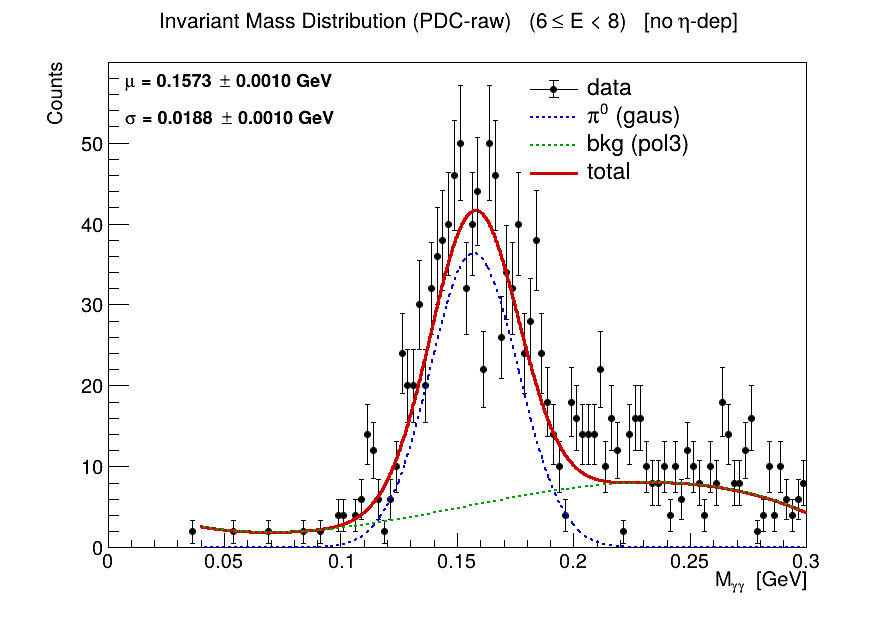 Invariant Mass Distribution (PDC-raw) (6 ≤ E < 8) [no η-dep]
Counts
μ = 0.1573 ± 0.0010 GeV
σ = 0.0188 ± 0.0010 GeV
data
π⁰ (gaus)
bkg (pol3)
total
50
40
30
20
10
0
0 0.05 0.1 0.15 0.2 0.25 0.3
Mγγ [GeV]